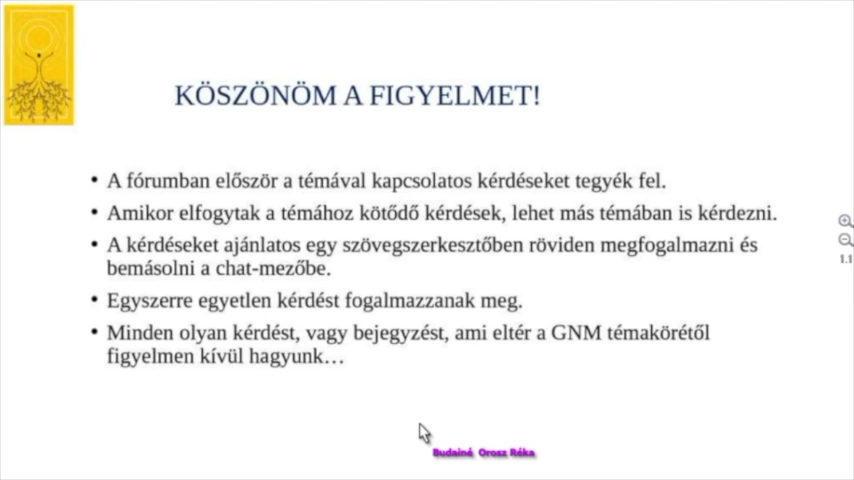 KÖSZÖNÖM A FIGYELMET!
• A fórumban először a témával kapcsolatos kérdéseket tegyék fel.
• Amikor elfogytak a témához kötődő kérdések, lehet más témában is kérdezni.
• A kérdéseket ajánlatos egy szövegszerkesztőben röviden megfogalmazni és
bemásolni a chat-mezőbe.
• Egyszerre egyetlen kérdést fogalmazzanak meg.
• Minden olyan kérdést, vagy bejegyzést, ami eltér a GNM témakörétől
figyelmen kívül hagyunk…
1.1
Budainé Orosz Réka